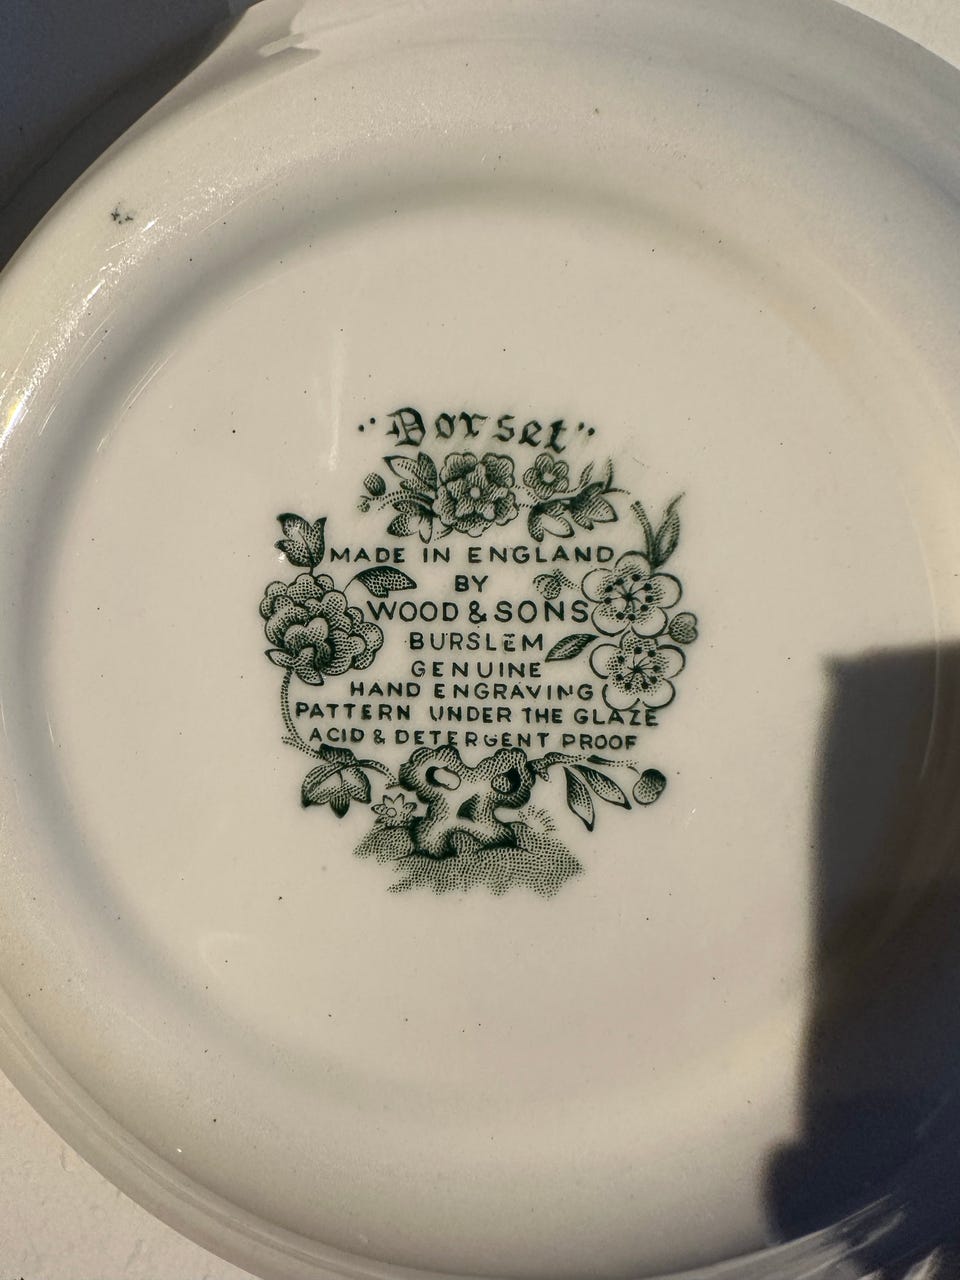 "Dorset"
MADE IN ENGLAND
BY
WOOD & SONS
BURSLEM
GENUINE
HAND ENGRAVING
PATTERN UNDER THE GLAZE
ACID & DETERGENT PROOF